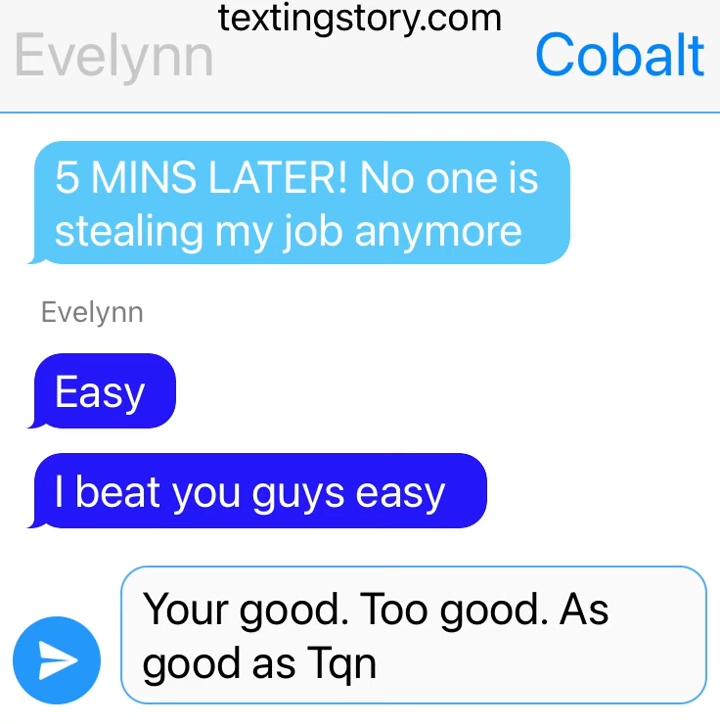 textingstory.com
Evelynn
Cobalt
5 MINS LATER! No one is
stealing my job anymore
Evelynn
Easy
I beat you guys easy
Your good. Too good. As
good as Tqn